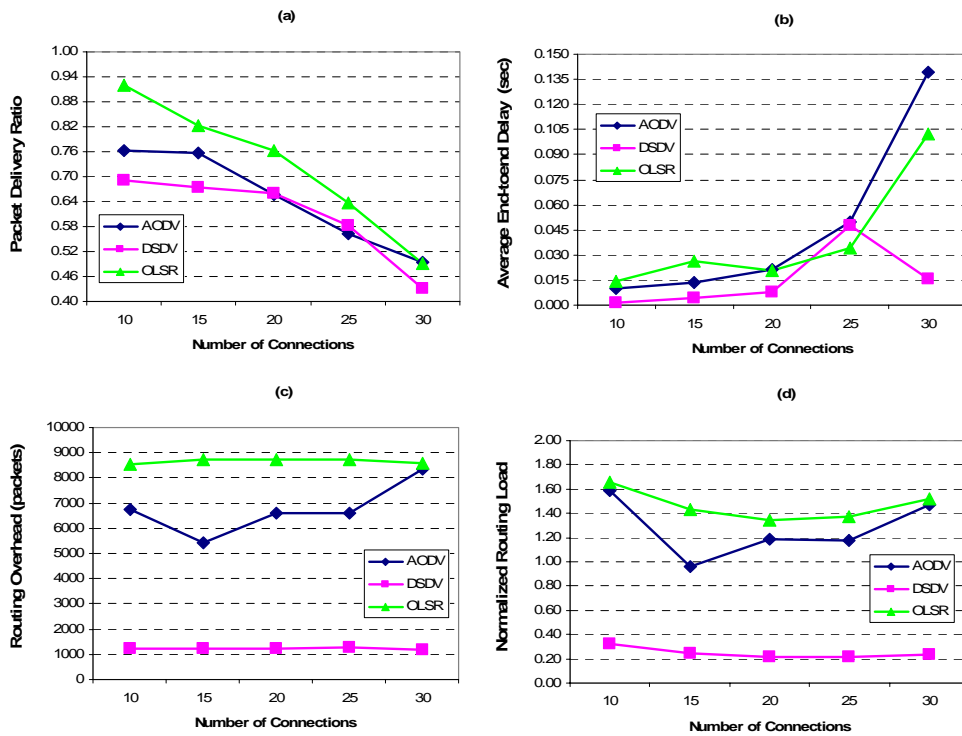 (a)
Packet Delivery Ratio
1.00
0.94
0.88
0.82
0.76
0.70
0.64
0.58
0.52
0.46
0.40
AODV
DSDV
OLSR
10 15 20 25 30
Number of Connections
(b)
Average End-toend Delay (sec)
0.150
0.135
0.120
0.105
0.090
0.075
0.060
0.045
0.030
0.015
0.000
AODV
DSDV
OLSR
10 15 20 25 30
Number of Connections
(c)
Routing Overhead (packets)
10000
9000
8000
7000
6000
5000
4000
3000
2000
1000
0
AODV
DSDV
OLSR
10 15 20 25 30
Number of Connections
(d)
Normalized Routing Load
2.00
1.80
1.60
1.40
1.20
1.00
0.80
0.60
0.40
0.20
0.00
AODV
DSDV
OLSR
10 15 20 25 30
Number of Connections